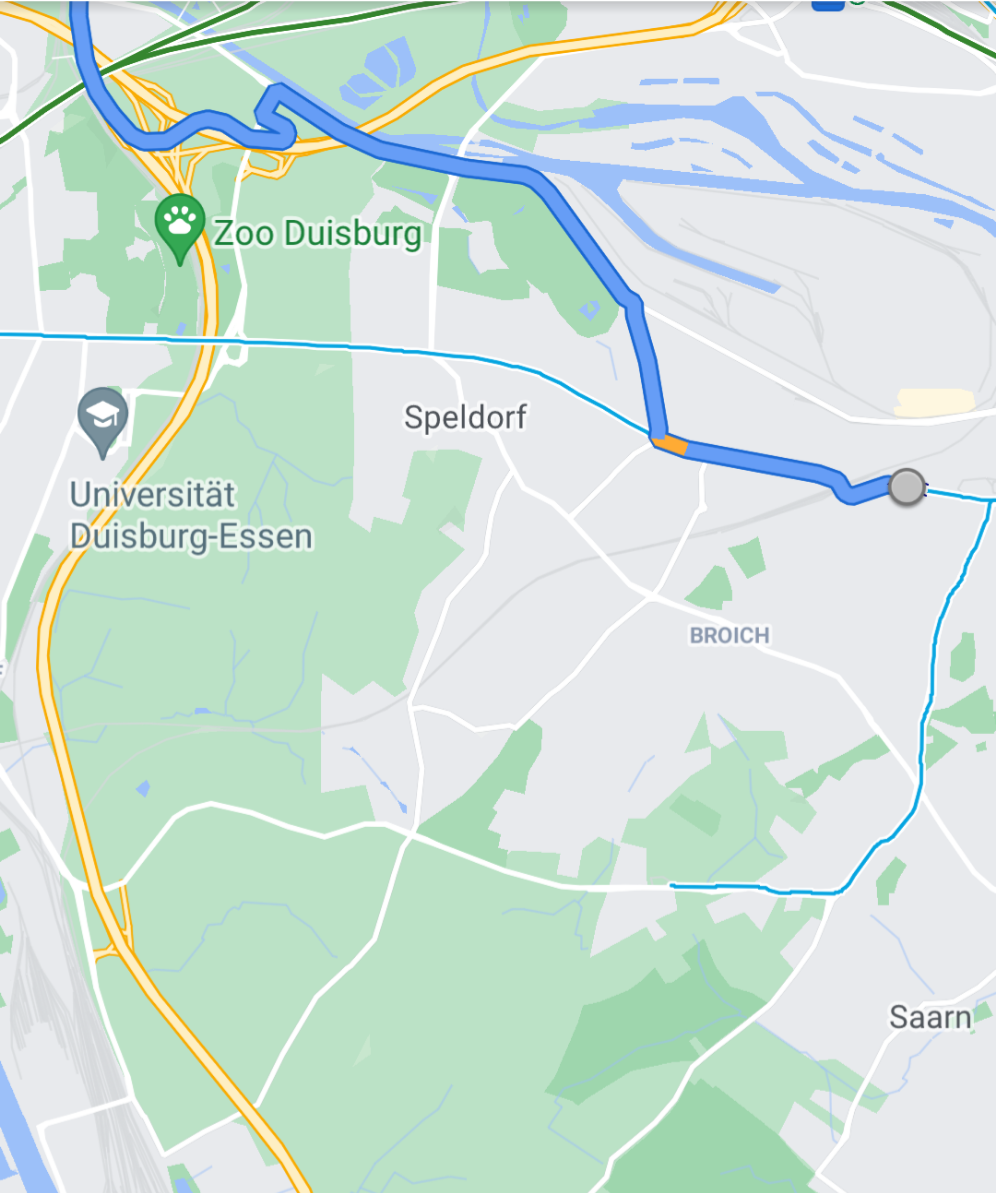 Zoo Duisburg
Speldorf
Universität
Duisburg-Essen
BROICH
Saarn